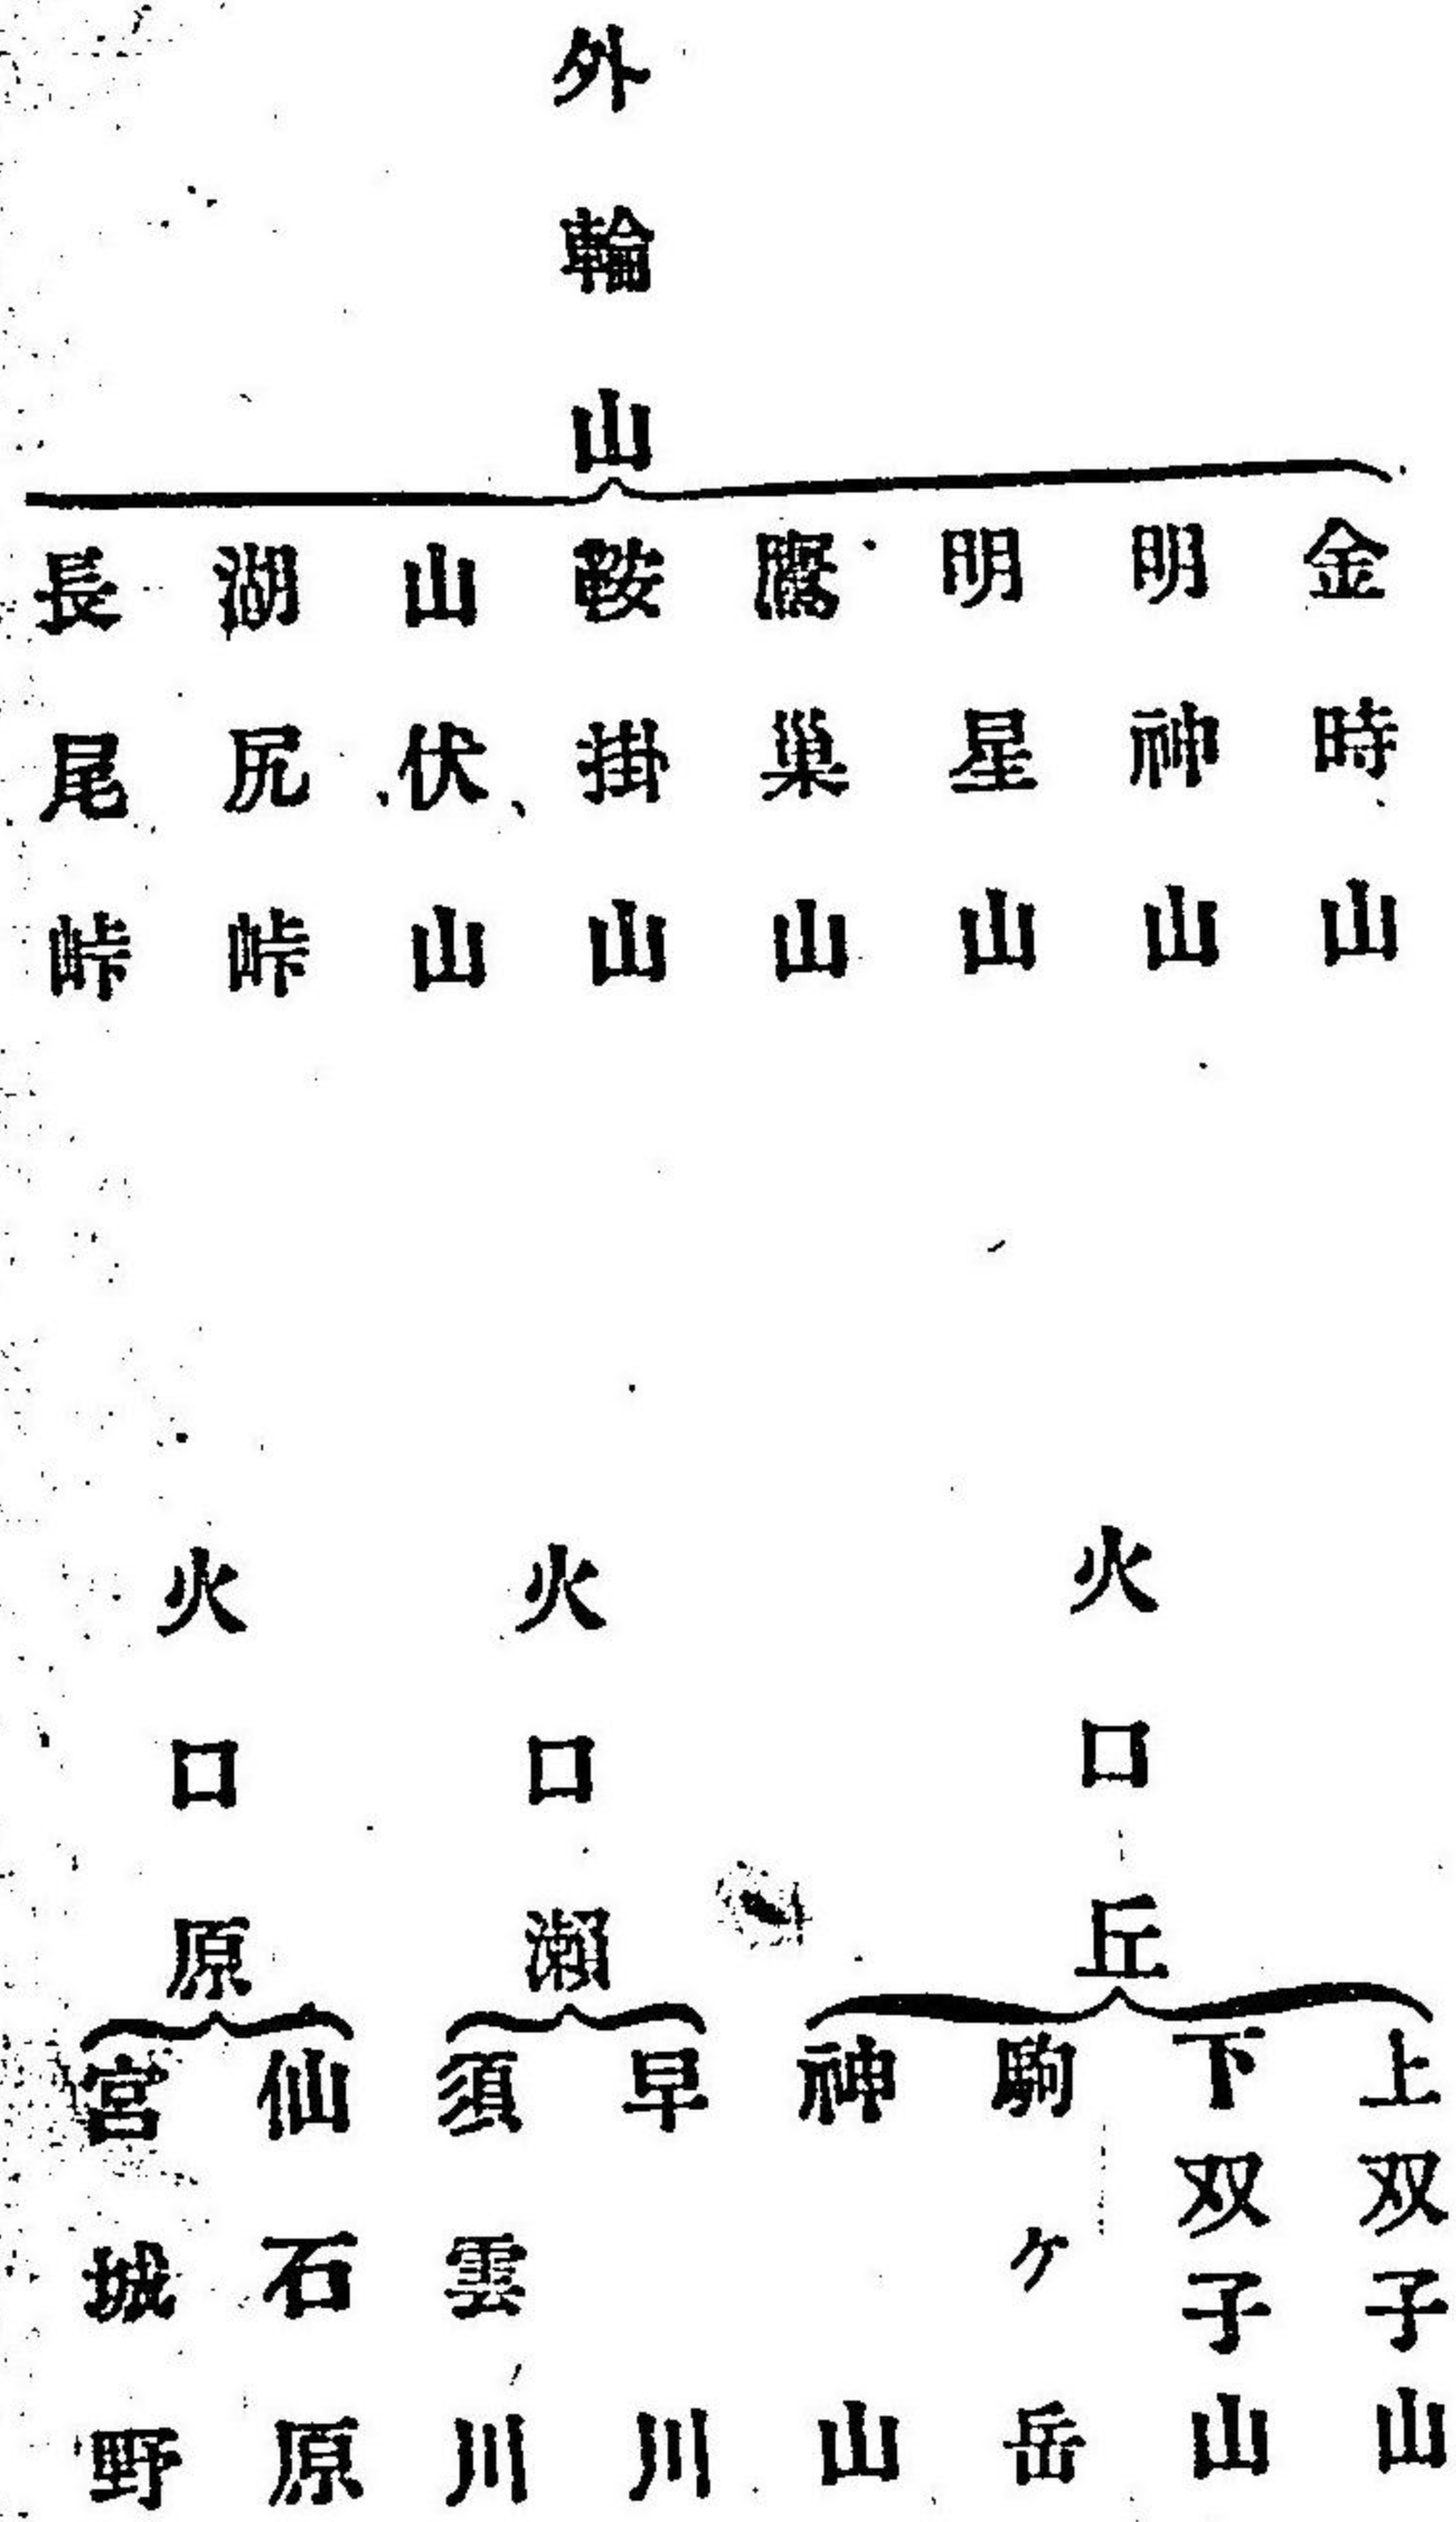 外輪山
金時山
明神山
明星山
鷹巣山
鞍掛山
山伏山
湖尻峠
長尾峠
火口丘
上双子山
下双子山
駒ヶ岳
神山
火口瀬
早川
須雲川
火口原
仙石原
宮城野